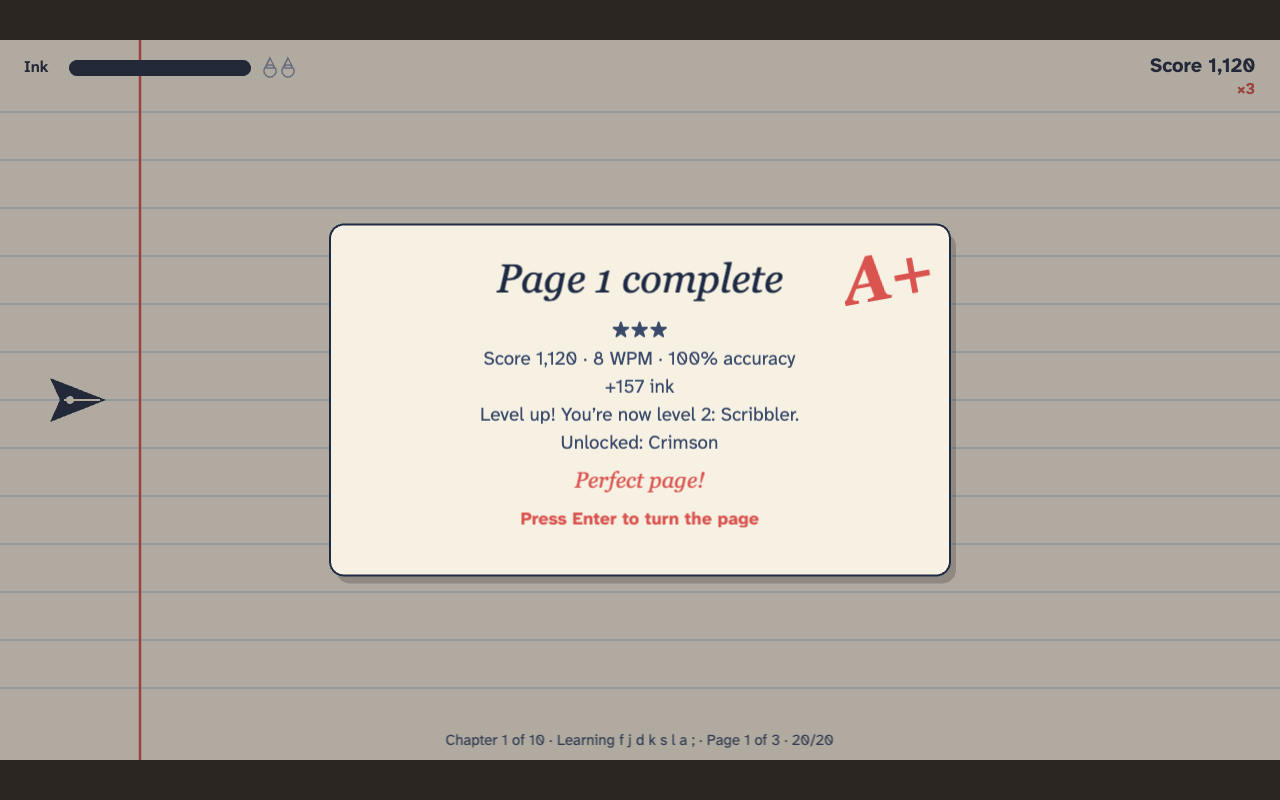 Ink
Score 1,120
×3
Page 1 complete
A+
Score 1,120 · 8 WPM · 100% accuracy
+157 ink
Level up! You’re now level 2: Scribbler.
Unlocked: Crimson
Perfect page!
Press Enter to turn the page
Chapter 1 of 10 · Learning f j d k s l a ; · Page 1 of 3 · 20/20